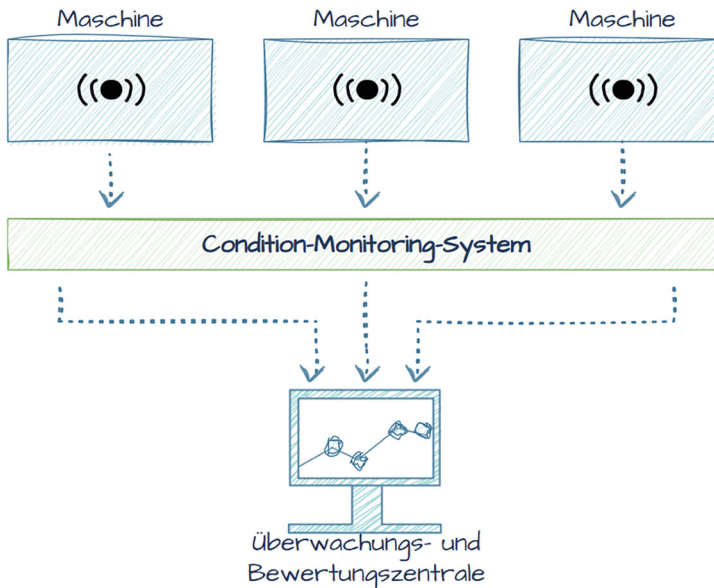 Maschine Maschine Maschine
Condition-Monitoring-System
Überwachungs- und
Bewertungszentrale